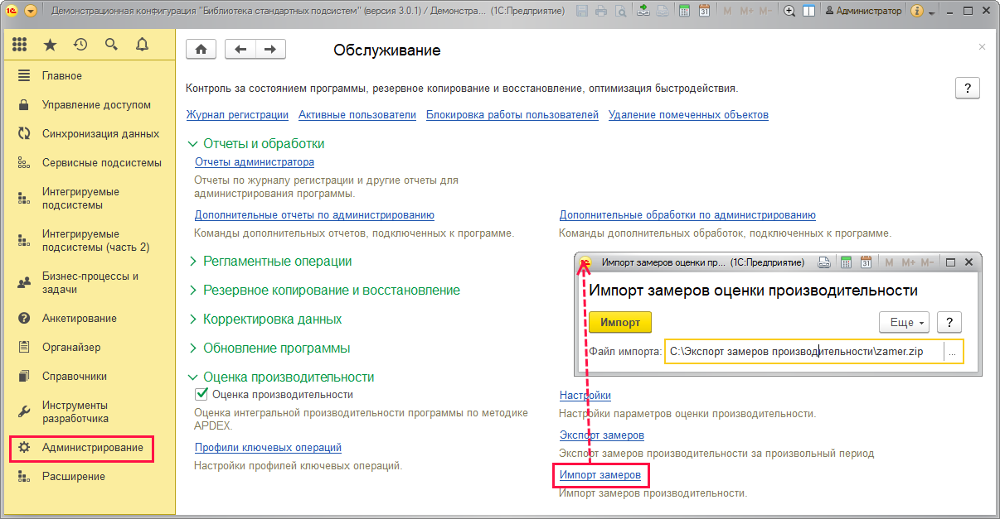 Демонстрационная конфигурация "Библиотека стандартных подсистем" (версия 3.0.1) / Демонстра... (1С:Предприятие)
31
M M+ M-
Администратор
Главное
Управление доступом
Синхронизация данных
Сервисные подсистемы
Интегрируемые
подсистемы
Интегрируемые
подсистемы (часть 2)
Бизнес-процессы и
задачи
Анкетирование
Органайзер
Справочники
Инструменты
разработчика
Администрирование
Расширение
Обслуживание
Контроль за состоянием программы, резервное копирование и восстановление, оптимизация быстродействия.
?
Журнал регистрации Активные пользователи Блокировка работы пользователей Удаление помеченных объектов
Отчеты и обработки
Отчеты администратора
Отчеты по журналу регистрации и другие отчеты для
администрирования программы.
Дополнительные отчеты по администрированию
Команды дополнительных отчетов, подключенных к программе.
Дополнительные обработки по администрированию
Команды дополнительных обработок, подключенных к программе.
Регламентные операции
Резервное копирование и восстановление
Корректировка данных
Обновление программы
Оценка производительности
Оценка производительности
Оценка интегральной производительности программы по методике
APDEX.
Профили ключевых операций
Настройки профилей ключевых операций.
Импорт замеров оценки пр... (1С:Предприятие)
31
M M+ M-
Импорт замеров оценки производительности
Импорт
Еще
?
Файл импорта: C:\Экспорт замеров производительности\zamer.zip ...
Настройки
Настройки параметров оценки производительности.
Экспорт замеров
Экспорт замеров производительности за произвольный период
Импорт замеров
Импорт замеров производительности.